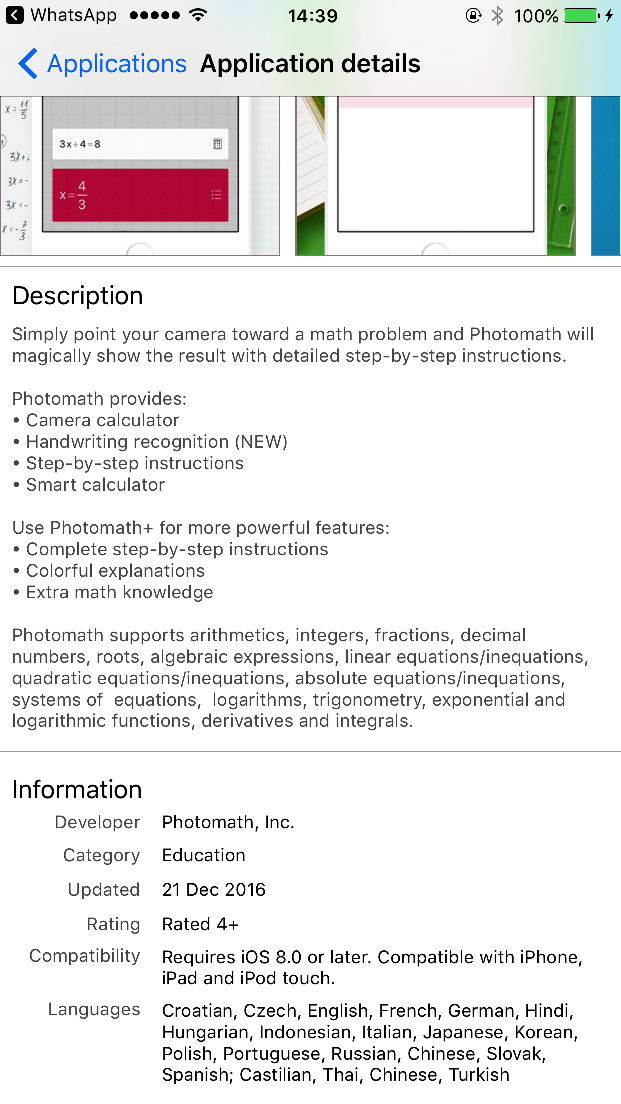 WhatsApp 14:39 100%
Applications Application details
x = 11/5
3x+4=8
3X+
x= 4/3
3X = -
3X = -
x = - 7/3
Description
Simply point your camera toward a math problem and Photomath will
magically show the result with detailed step-by-step instructions.
Photomath provides:
• Camera calculator
• Handwriting recognition (NEW)
• Step-by-step instructions
• Smart calculator
Use Photomath+ for more powerful features:
• Complete step-by-step instructions
• Colorful explanations
• Extra math knowledge
Photomath supports arithmetics, integers, fractions, decimal
numbers, roots, algebraic expressions, linear equations/inequations,
quadratic equations/inequations, absolute equations/inequations,
systems of  equations,  logarithms, trigonometry, exponential and
logarithmic functions, derivatives and integrals.
Information
Developer Photomath, Inc.
Category Education
Updated 21 Dec 2016
Rating Rated 4+
Compatibility Requires iOS 8.0 or later. Compatible with iPhone,
iPad and iPod touch.
Languages Croatian, Czech, English, French, German, Hindi,
Hungarian, Indonesian, Italian, Japanese, Korean,
Polish, Portuguese, Russian, Chinese, Slovak,
Spanish; Castilian, Thai, Chinese, Turkish